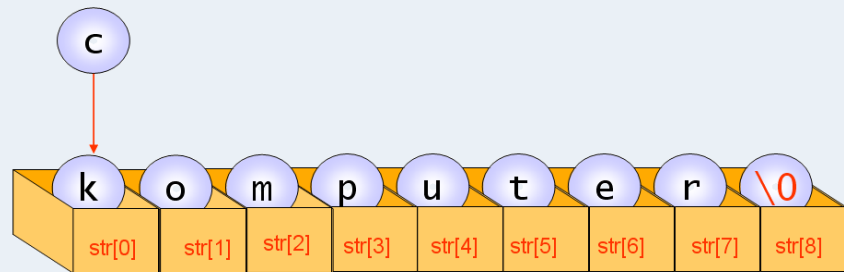 c
k o m p u t e r \0
str[0] str[1] str[2] str[3] str[4] str[5] str[6] str[7] str[8]